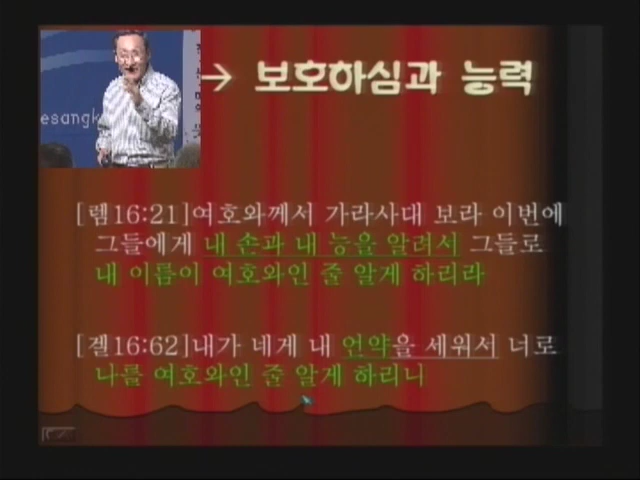 → 보호하심과 능력
esangk
[렘16:21]여호와께서 가라사대 보라 이번에
그들에게 내 손과 내 능을 알려서 그들로
내 이름이 여호와인 줄 알게 하리라
[겔16:62]내가 네게 내 언약을 세워서 너로
나를 여호와인 줄 알게 하리니